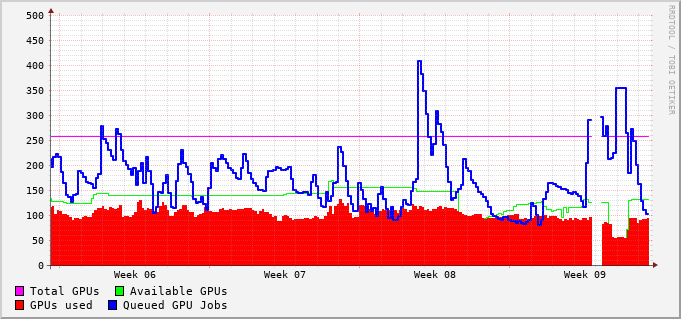 500
450
400
350
300
250
200
150
100
50
0
Week 06 Week 07 Week 08 Week 09
Total GPUs Available GPUs
GPUs used Queued GPU Jobs
RRDTOOL / TOBI OETIKER